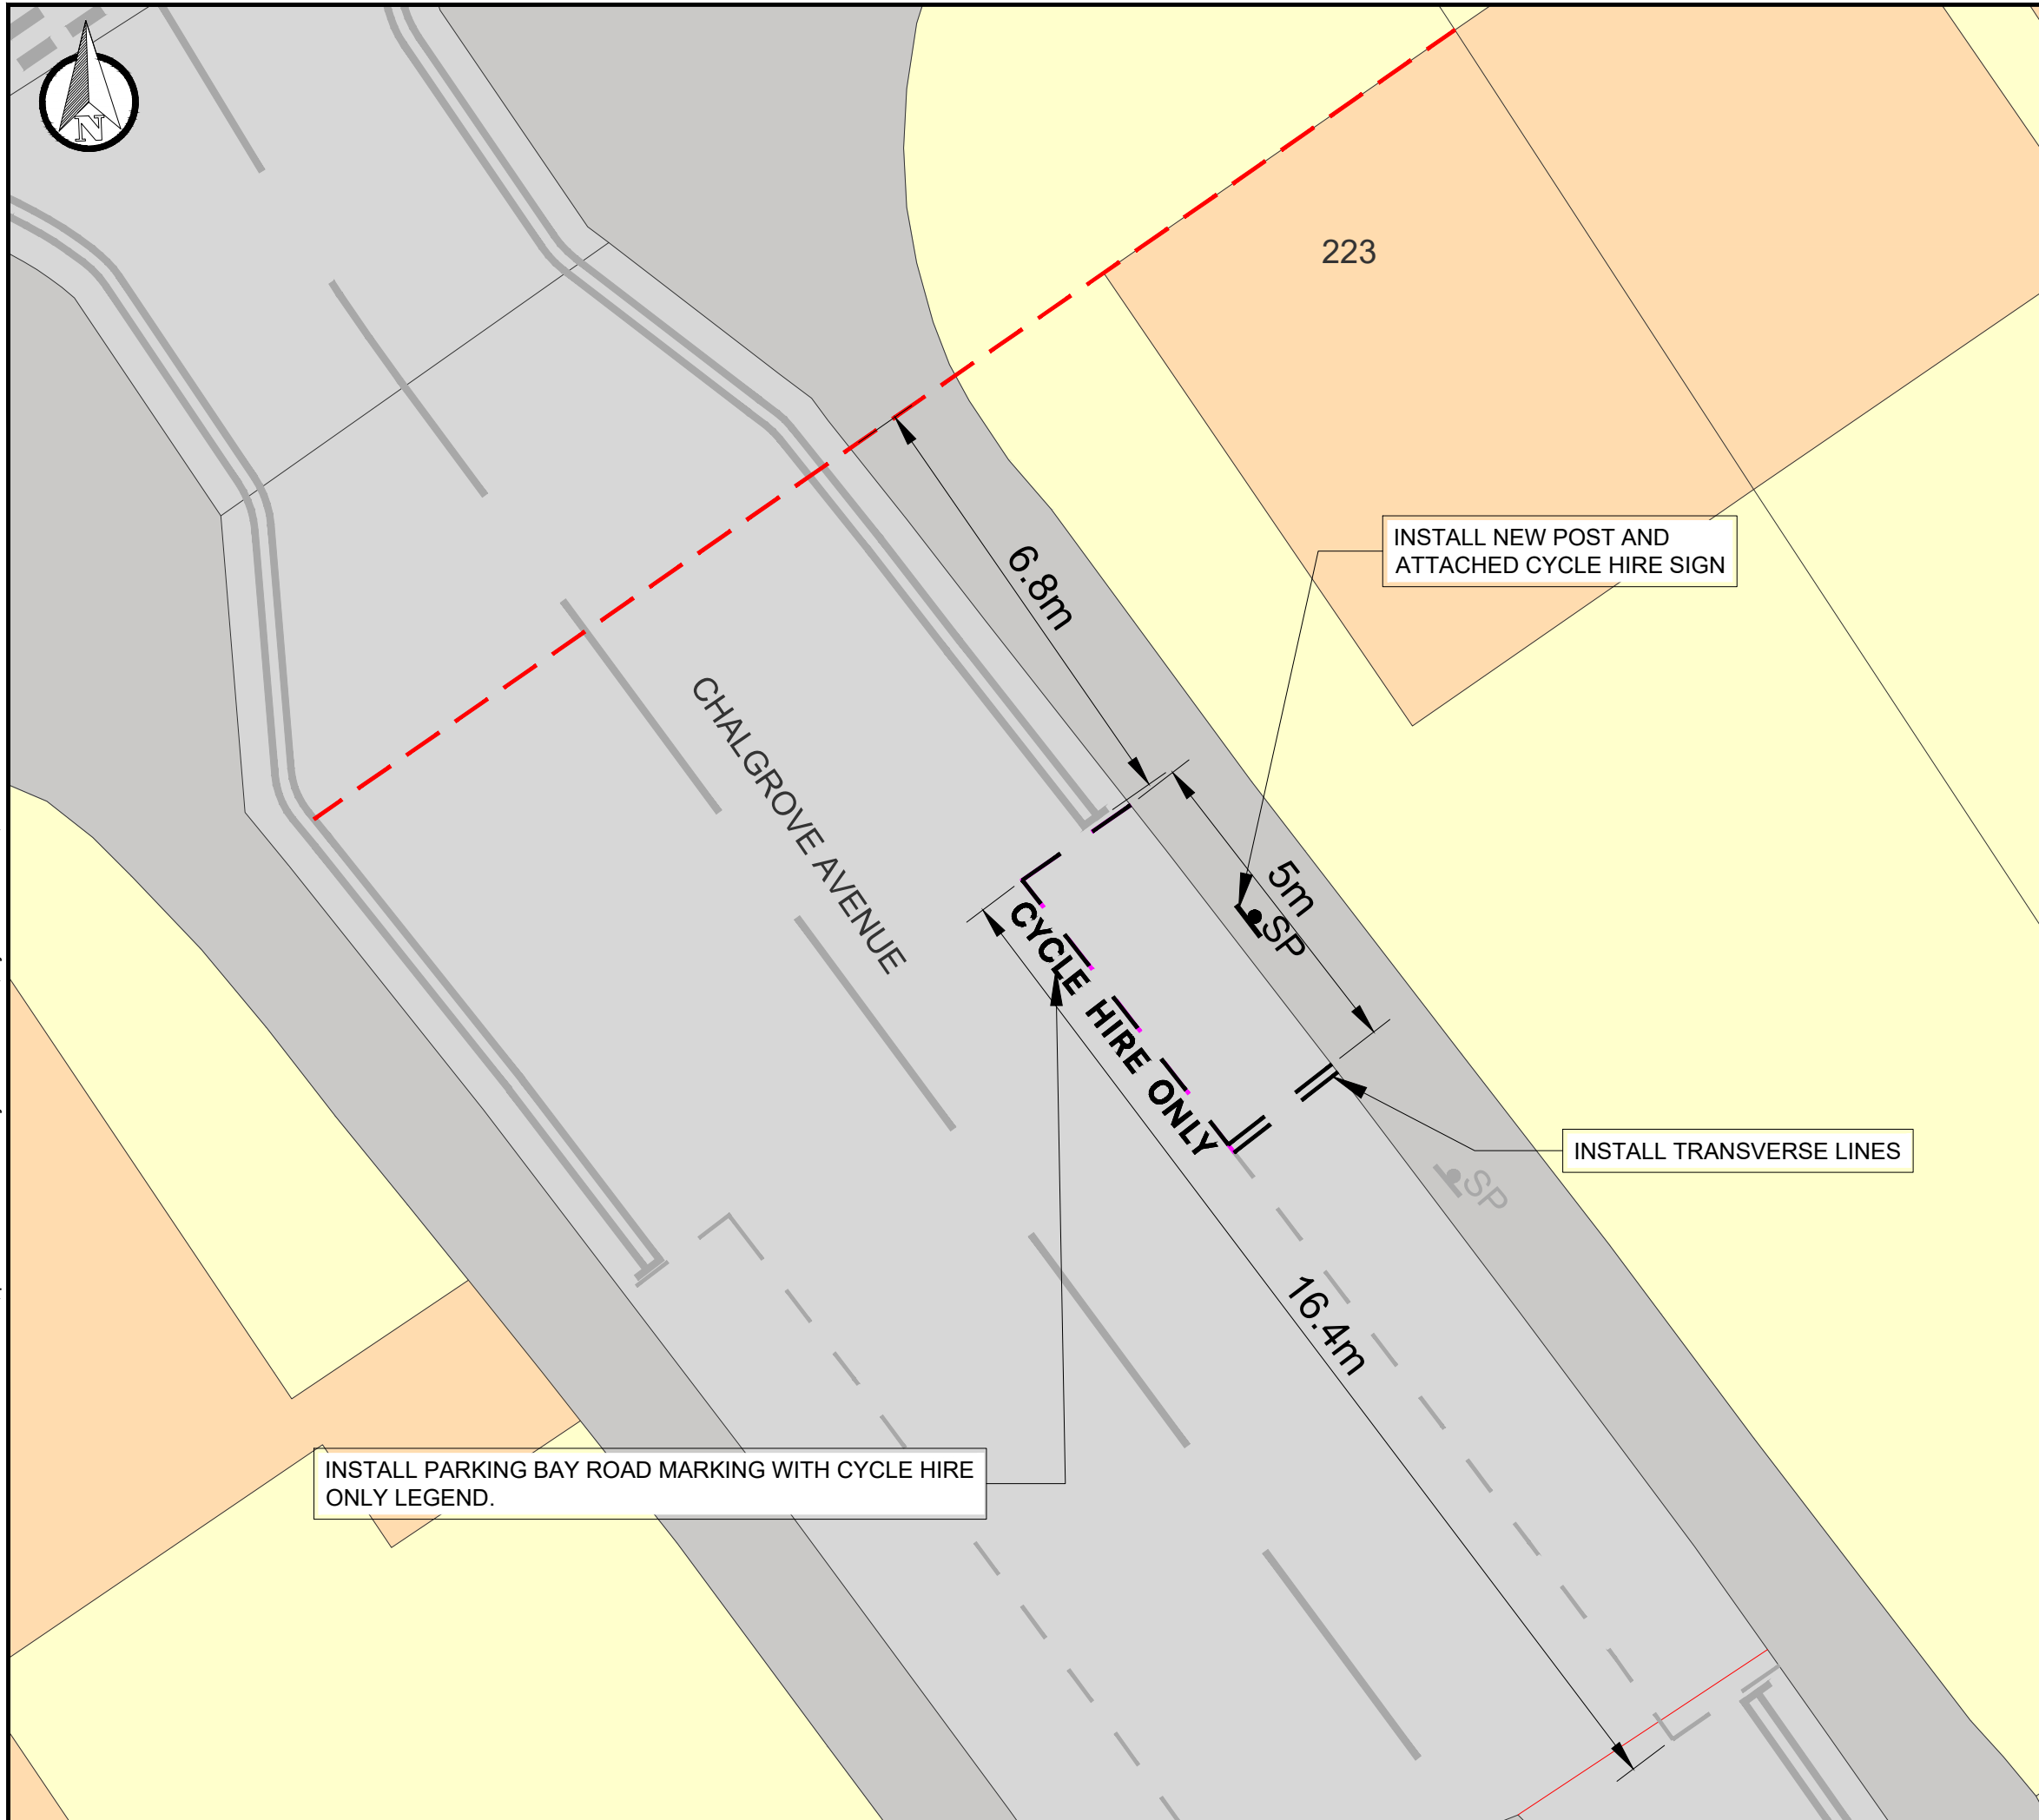 N
223
INSTALL NEW POST AND
ATTACHED CYCLE HIRE SIGN
6.8m
CHALGROVE AVENUE
5m
SP
CYCLE HIRE ONLY
INSTALL TRANSVERSE LINES
SP
16.4m
INSTALL PARKING BAY ROAD MARKING WITH CYCLE HIRE
ONLY LEGEND.